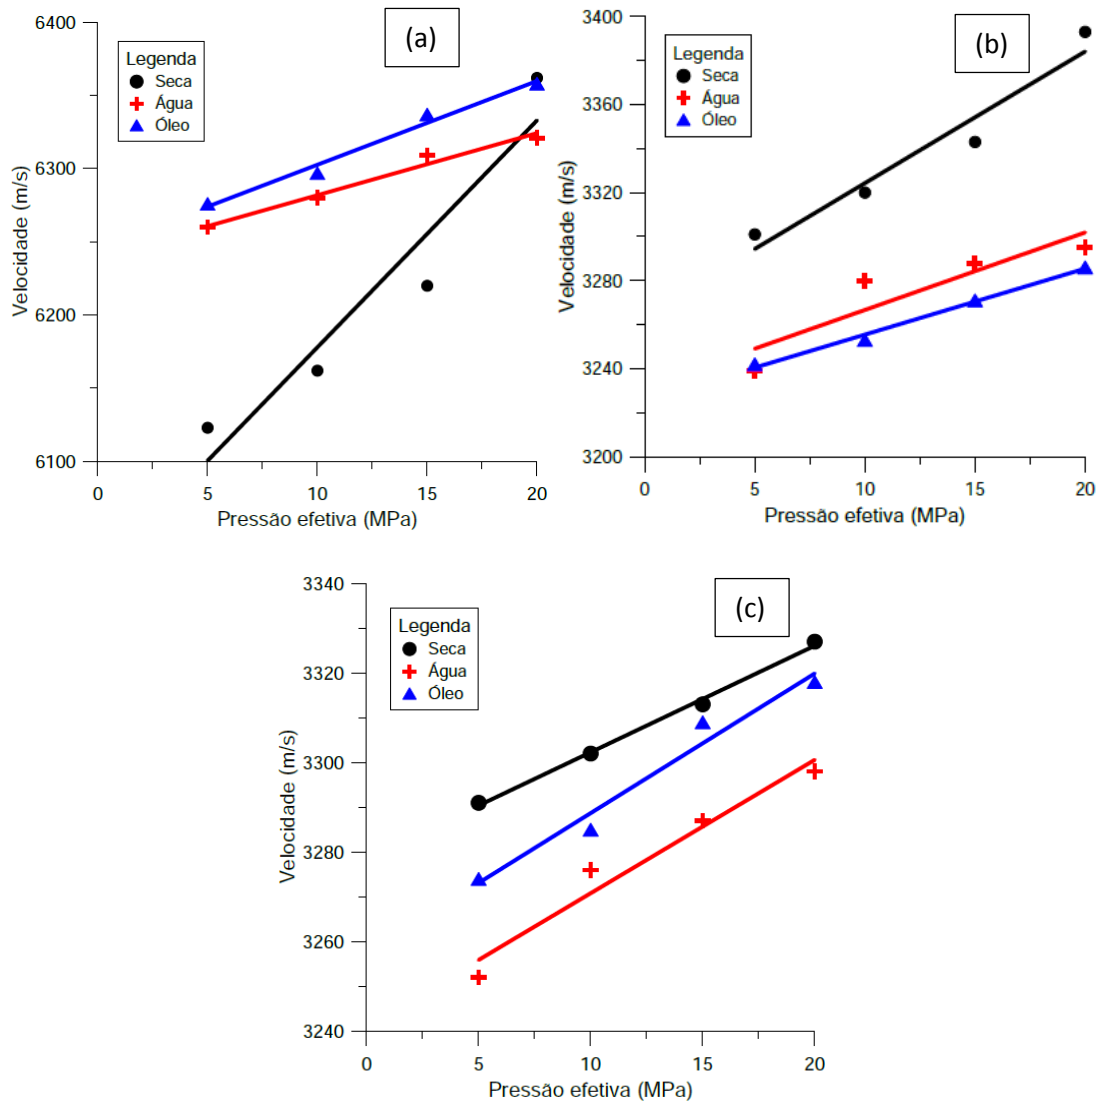 (a)
Legenda
Seca
Água
Óleo
6400
6300
6200
6100
Velocidade (m/s)
0 5 10 15 20
Pressão efetiva (MPa)
(b)
Legenda
Seca
Água
Óleo
3400
3360
3320
3280
3240
3200
Velocidade (m/s)
0 5 10 15 20
Pressão efetiva (MPa)
(c)
Legenda
Seca
Água
Óleo
3340
3320
3300
3280
3260
3240
Velocidade (m/s)
0 5 10 15 20
Pressão efetiva (MPa)